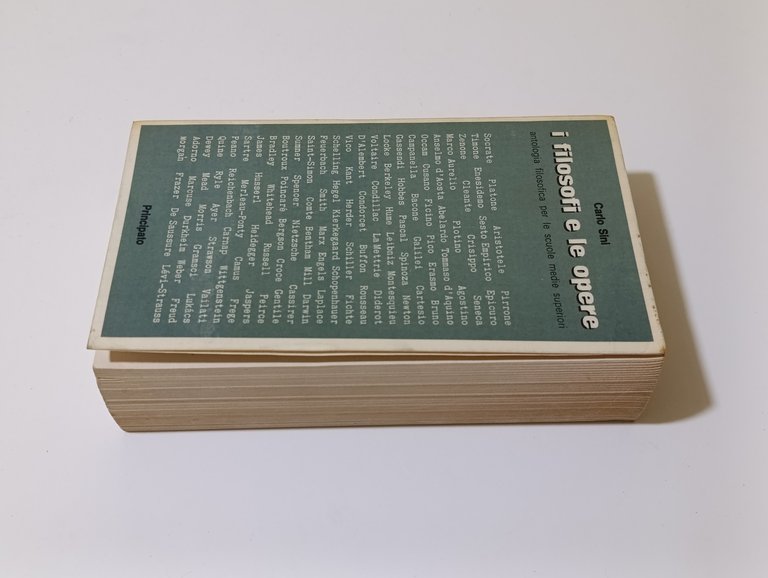 Carlo Sini
i filosofi e le opere
antologia filosofica per le scuole medie superiori
Socrate Platone Aristotele Pirrone
Timone Enesidemo Sesto Empirico Epicuro
Zenone Cleante Crisippo Seneca
Marco Aurelio Plotino Agostino
Anselmo d'Aosta Abelardo Tommaso d'Aquino
Occam Cusano Ficino Pico Erasmo Bruno
Campanella Bacone Galilei Cartesio
Gassendi Hobbes Pascal Spinoza Newton
Locke Berkeley Hume Leibniz Montesquieu
Voltaire Condillac La Mettrie Diderot
D'Alembert Condorcet Buffon Rousseau
Vico Kant Herder Schiller Fichte
Schelling Hegel Kierkegaard Schopenhauer
Feuerbach Smith Marx Engels Laplace
Saint-Simon Comte Bentham Mill Darwin
Sumner Spencer Nietzsche Cassirer
Boutroux Poincaré Bergson Croce Gentile
Bradley Whitehead Russell Peirce
James Husserl Heidegger Jaspers
Sartre Merleau-Ponty Camus Frege
Peano Reichenbach Carnap Wittgenstein
Quine Ryle Ayer Strawson Vailati
Dewey Mead Morris Gramsci Lukács
Adorno Marcuse Durkheim Weber Freud
Morgan Frazer De Saussure Lévi-Strauss
Principato